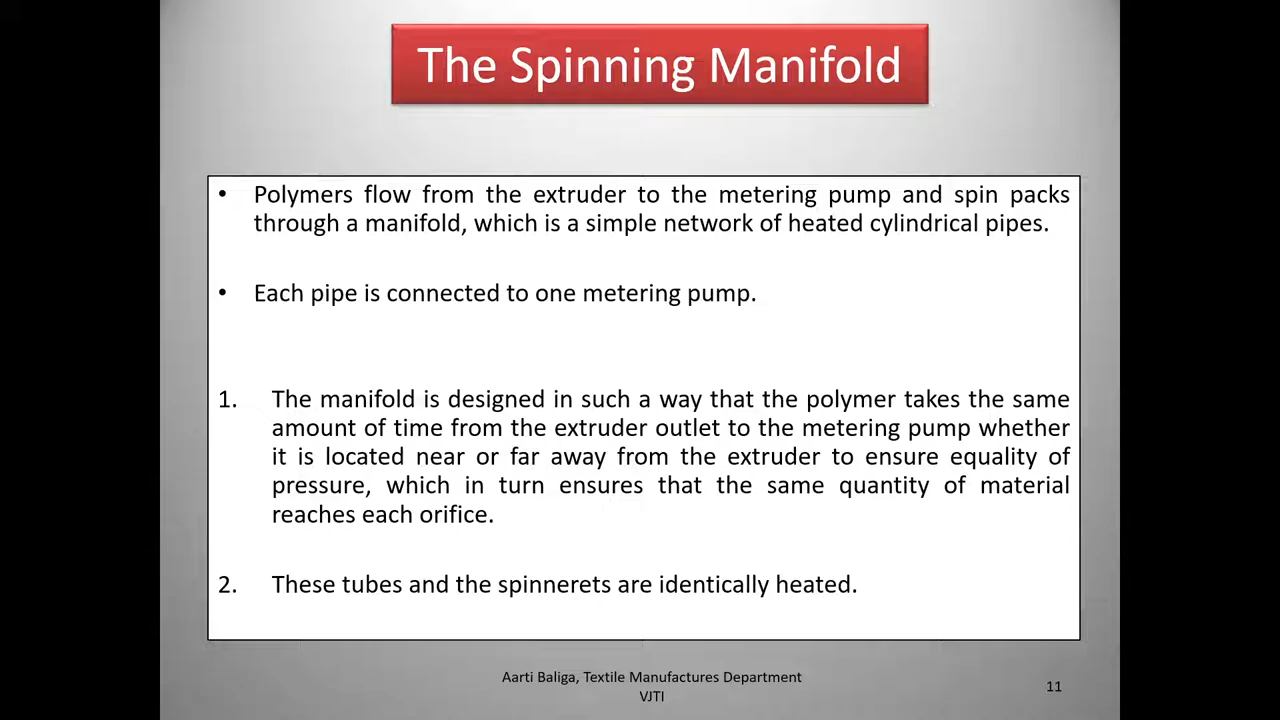 The Spinning Manifold
• Polymers flow from the extruder to the metering pump and spin packs
through a manifold, which is a simple network of heated cylindrical pipes.
• Each pipe is connected to one metering pump.
1. The manifold is designed in such a way that the polymer takes the same
amount of time from the extruder outlet to the metering pump whether
it is located near or far away from the extruder to ensure equality of
pressure, which in turn ensures that the same quantity of material
reaches each orifice.
2. These tubes and the spinnerets are identically heated.
Aarti Baliga, Textile Manufactures Department
VJTI
11